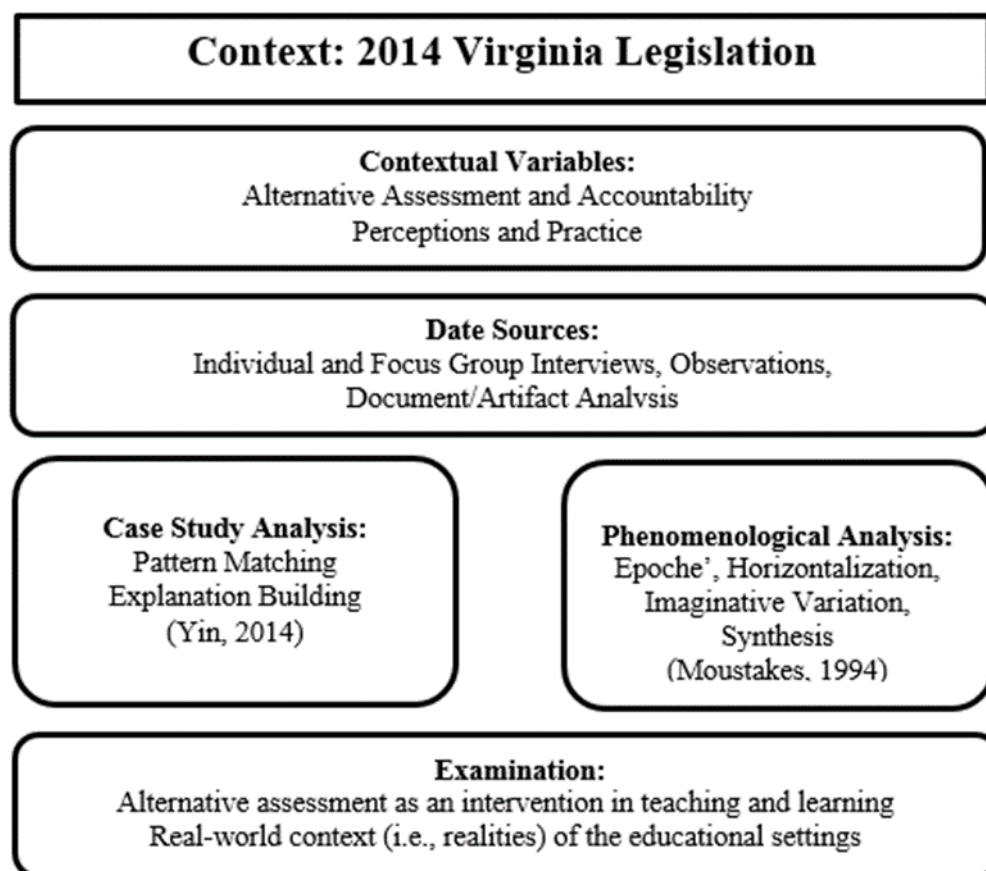 Context: 2014 Virginia Legislation
Contextual Variables:
Alternative Assessment and Accountability
Perceptions and Practice
Date Sources:
Individual and Focus Group Interviews, Observations,
Document/Artifact Analysis
Case Study Analysis:
Pattern Matching
Explanation Building
(Yin, 2014)
Phenomenological Analysis:
Epoche’, Horizontalization,
Imaginative Variation,
Synthesis
(Moustakes, 1994)
Examination:
Alternative assessment as an intervention in teaching and learning
Real-world context (i.e., realities) of the educational settings